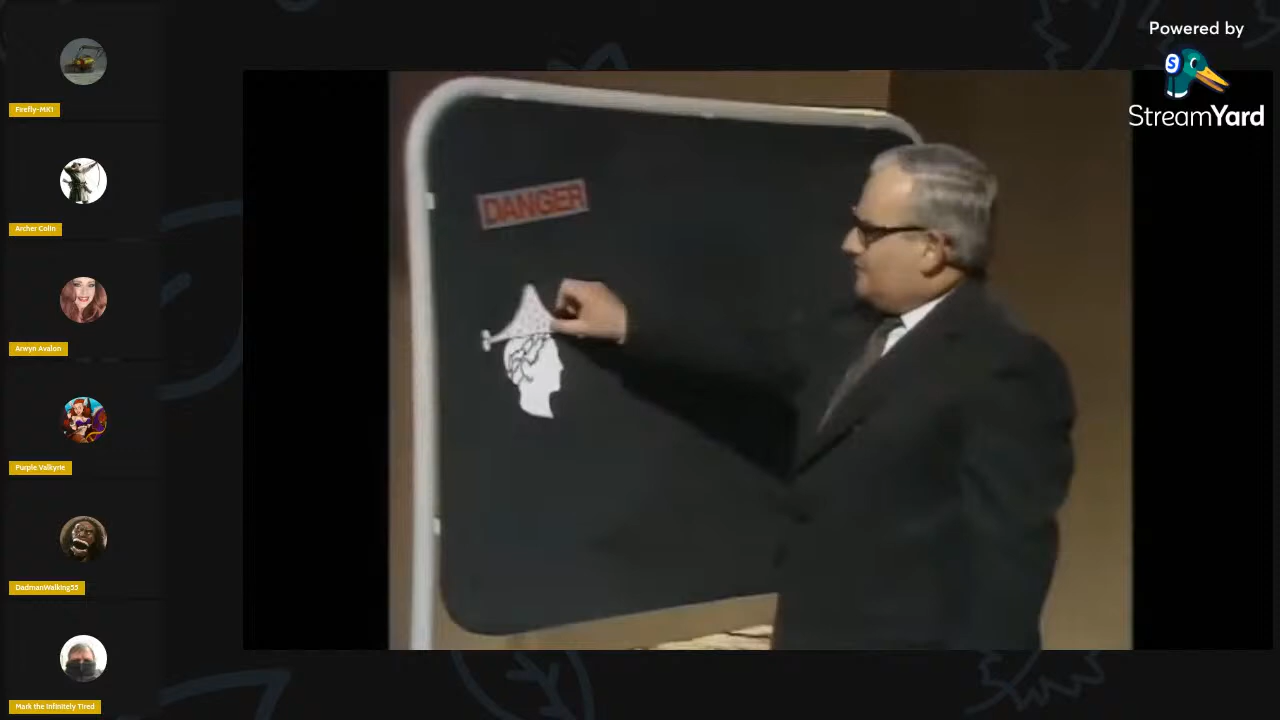 Powered by
S
StreamYard
DANGER
Firefly-MK1
Archer Colin
Arwyn Avalon
Purple Valkyrie
DadmanWalking55
Mark the Infinitely Tired